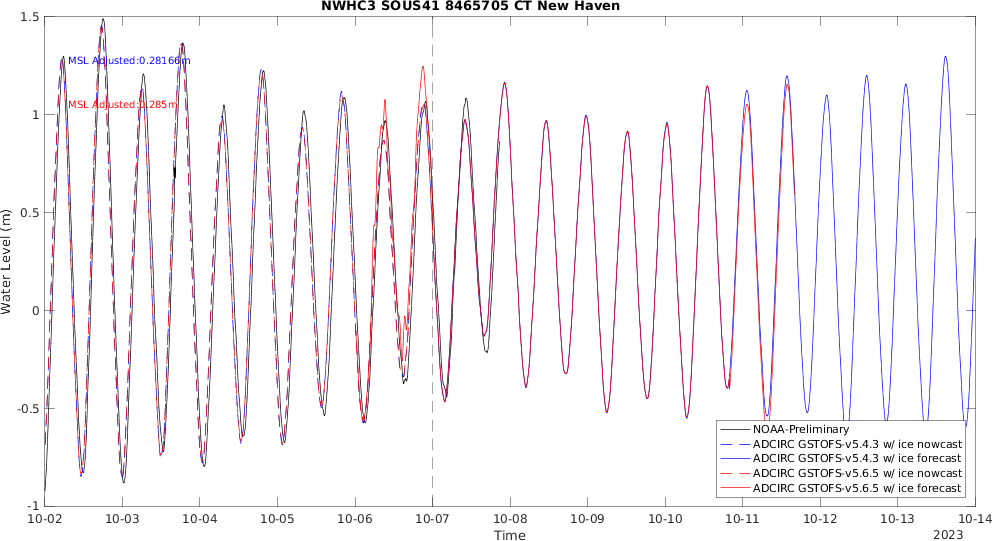 NWHC3 SOUS41 8465705 CT New Haven
1.5
MSL Adjusted:0.28166m
MSL Adjusted:0.285m
1
0.5
0
-0.5
-1
Water Level (m)
NOAA-Preliminary
ADCIRC GSTOFS-v5.4.3 w/ ice nowcast
ADCIRC GSTOFS-v5.4.3 w/ ice forecast
ADCIRC GSTOFS-v5.6.5 w/ ice nowcast
ADCIRC GSTOFS-v5.6.5 w/ ice forecast
10-02 10-03 10-04 10-05 10-06 10-07 10-08 10-09 10-10 10-11 10-12 10-13 10-14
Time
2023